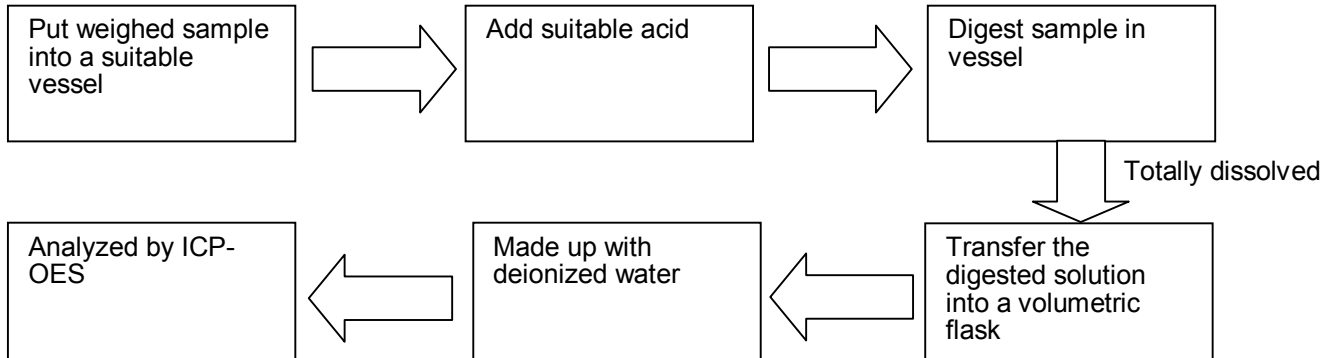 Put weighed sample
into a suitable
vessel
Add suitable acid
Digest sample in
vessel
Totally dissolved
Transfer the
digested solution
into a volumetric
flask
Made up with
deionized water
Analyzed by ICP-
OES